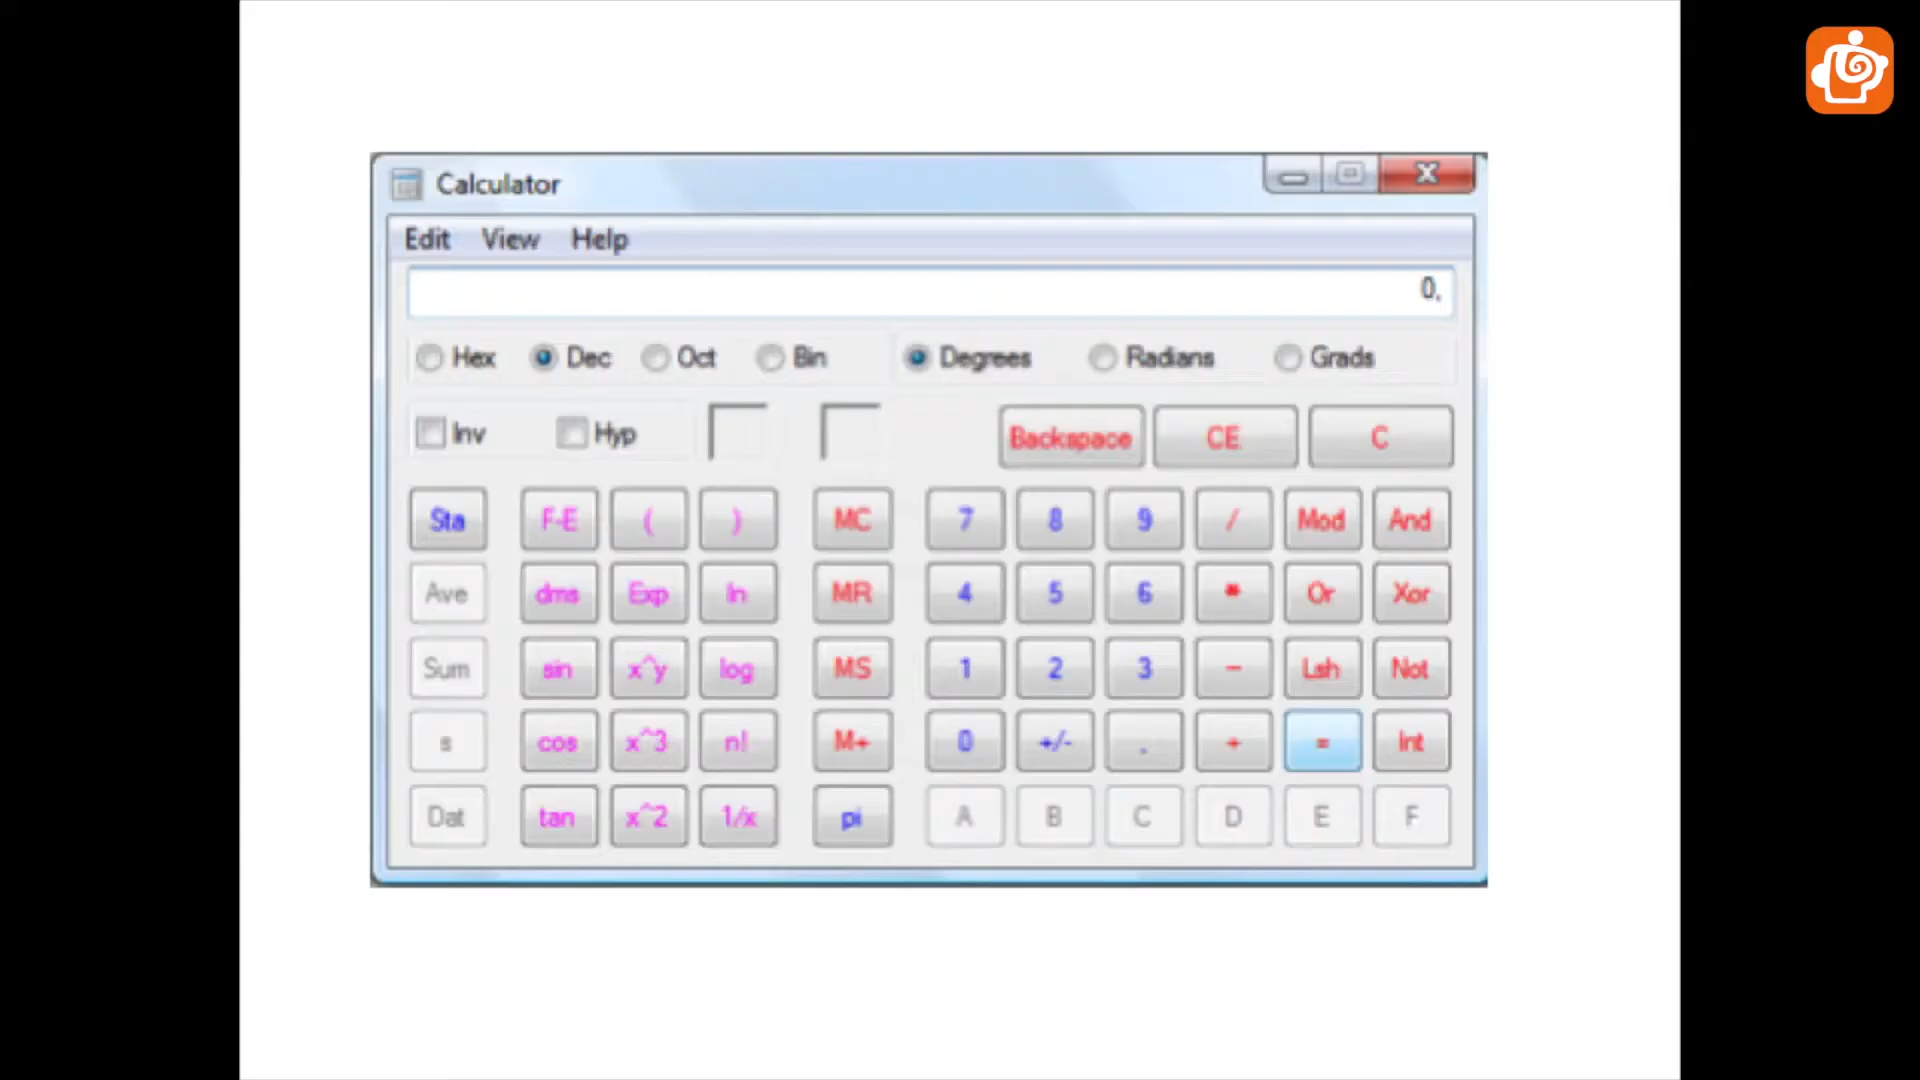 Calculator
Edit View Help
0,
Hex Dec Oct Bin Degrees Radians Grads
Inv Hyp Backspace CE C
Sta F-E ( ) MC 7 8 9 / Mod And
Ave dms Exp ln MR 4 5 6 * Or Xor
Sum sin x^y log MS 1 2 3 - Lsh Not
s cos x^3 n! M+ 0 +/- . + = Int
Dat tan x^2 1/x pi A B C D E F